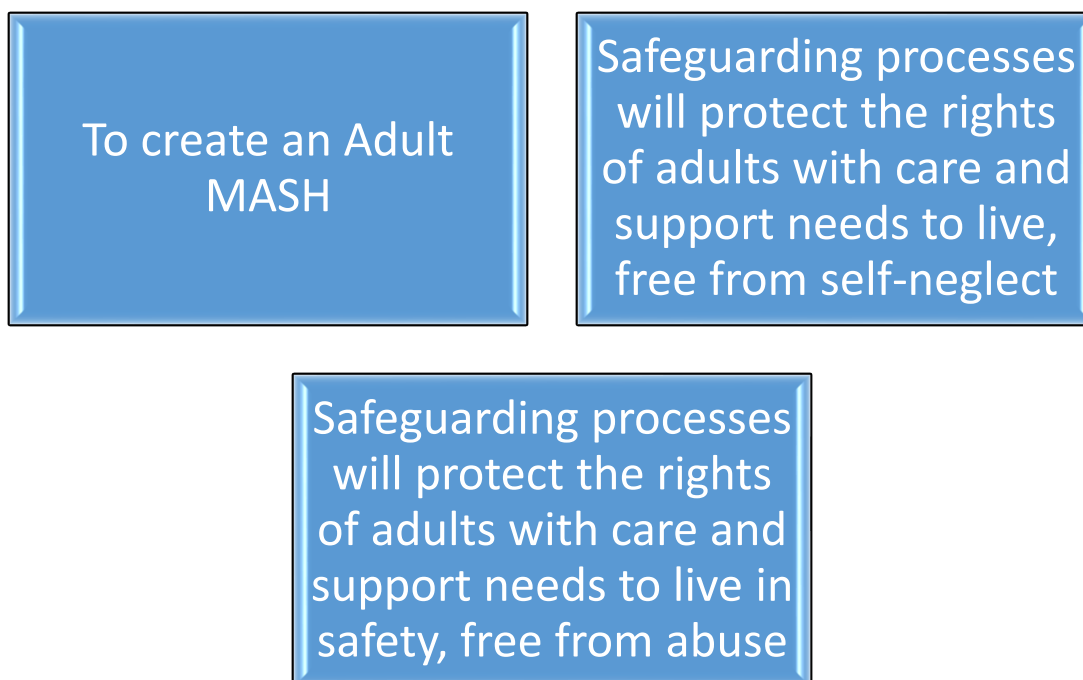 To create an Adult
MASH
Safeguarding processes
will protect the rights
of adults with care and
support needs to live,
free from self-neglect
Safeguarding processes
will protect the rights
of adults with care and
support needs to live in
safety, free from abuse